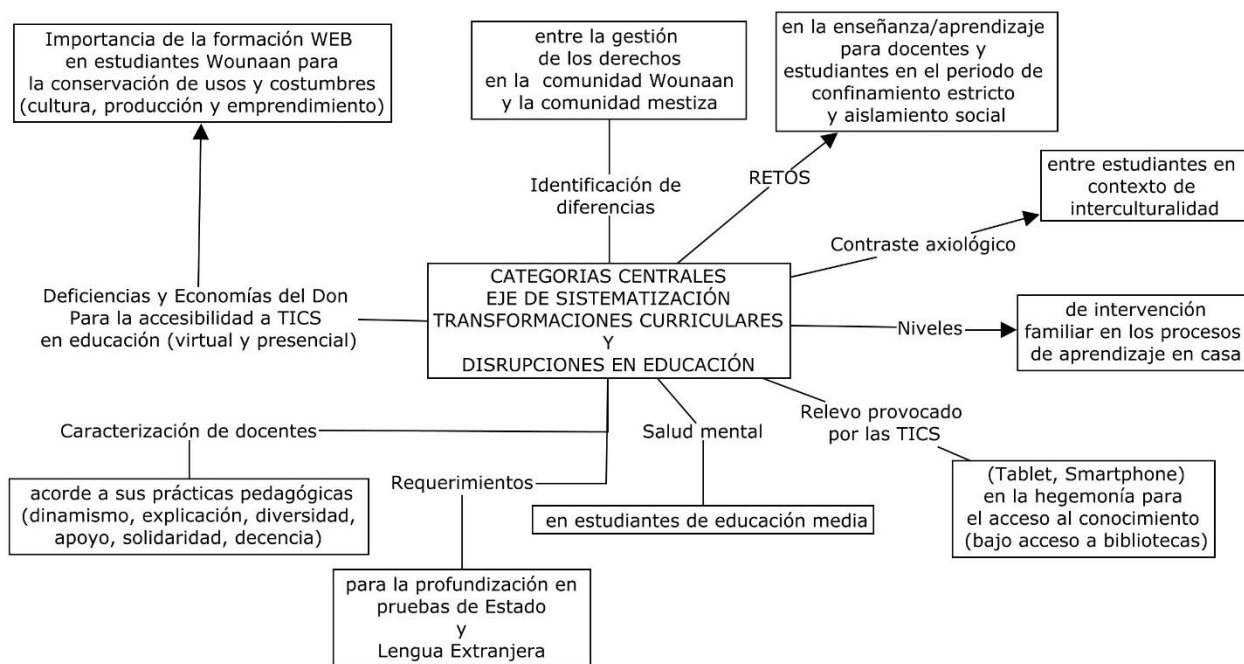 Importancia de la formación WEB
en estudiantes Wounaan para
la conservación de usos y costumbres
(cultura, producción y emprendimiento)
entre la gestión
de los derechos
en la comunidad Wounaan
y la comunidad mestiza
en la enseñanza/aprendizaje
para docentes y
estudiantes en el periodo de
confinamiento estricto
y aislamiento social
Identificación de
diferencias
RETOS
entre estudiantes en
contexto de
interculturalidad
Contraste axiológico
Deficiencias y Economías del Don
Para la accesibilidad a TICS
en educación (virtual y presencial)
CATEGORIAS CENTRALES
EJE DE SISTEMATIZACIÓN
TRANSFORMACIONES CURRICULARES
Y
DISRUPCIONES EN EDUCACIÓN
Niveles
de intervención
familiar en los procesos
de aprendizaje en casa
Caracterización de docentes
acorde a sus prácticas pedagógicas
(dinamismo, explicación, diversidad,
apoyo, solidaridad, decencia)
Requerimientos
para la profundización en
pruebas de Estado
y
Lengua Extranjera
Salud mental
en estudiantes de educación media
Relevo provocado
por las TICS
(Tablet, Smartphone)
en la hegemonía para
el acceso al conocimiento
(bajo acceso a bibliotecas)